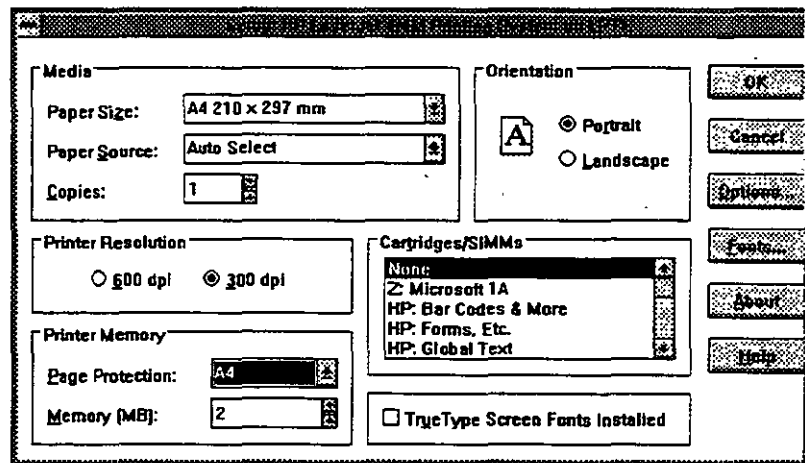 Media
Paper Size: A4 210 x 297 mm
Paper Source: Auto Select
Copies: 1
Orientation
A
Portrait
Landscape
OK
Cancel
Options...
Fonts...
About
Help
Printer Resolution
600 dpi 300 dpi
Cartridges/SIMMs
None
Z: Microsoft 1A
HP: Bar Codes & More
HP: Forms, Etc.
HP: Global Text
Printer Memory
Page Protection: A4
Memory (MB): 2
TrueType Screen Fonts Installed